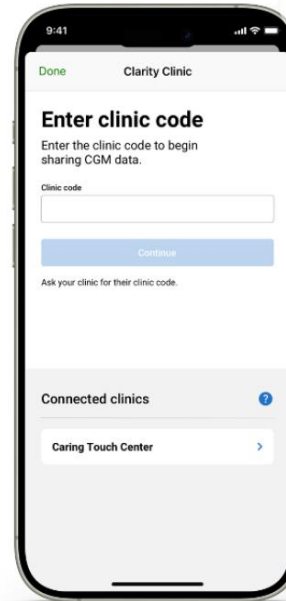 9:41
Done Clarity Clinic
Enter clinic code
Enter the clinic code to begin
sharing CGM data.
Clinic code
Continue
Ask your clinic for their clinic code.
Connected clinics ?
Caring Touch Center